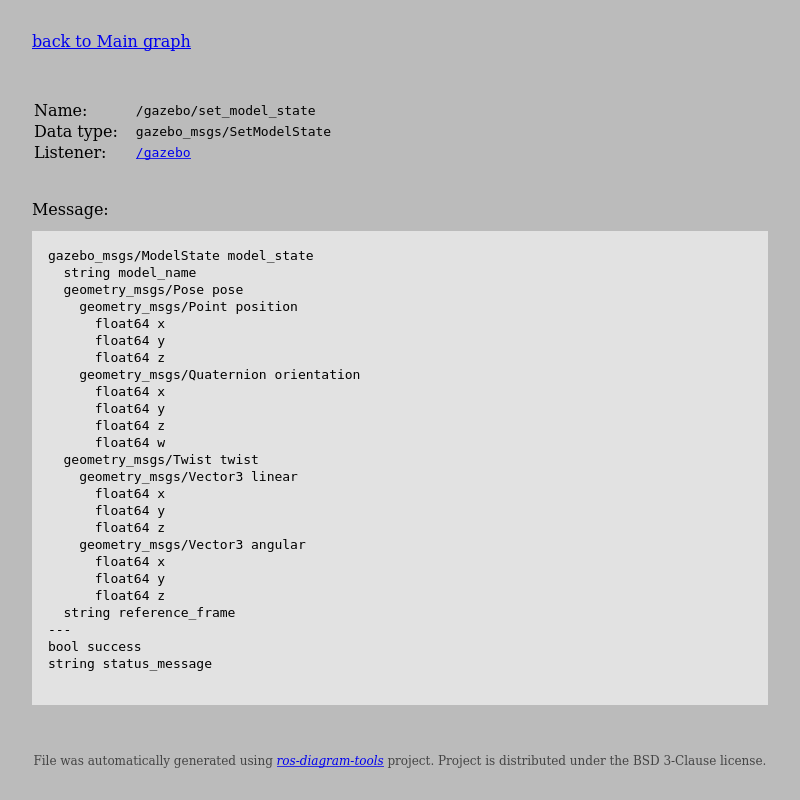 back to Main graph
Name: /gazebo/set_model_state
Data type: gazebo_msgs/SetModelState
Listener: /gazebo
Message:
gazebo_msgs/ModelState model_state
  string model_name
  geometry_msgs/Pose pose
    geometry_msgs/Point position
      float64 x
      float64 y
      float64 z
    geometry_msgs/Quaternion orientation
      float64 x
      float64 y
      float64 z
      float64 w
  geometry_msgs/Twist twist
    geometry_msgs/Vector3 linear
      float64 x
      float64 y
      float64 z
    geometry_msgs/Vector3 angular
      float64 x
      float64 y
      float64 z
  string reference_frame
---
bool success
string status_message
File was automatically generated using ros-diagram-tools project. Project is distributed under the BSD 3-Clause license.